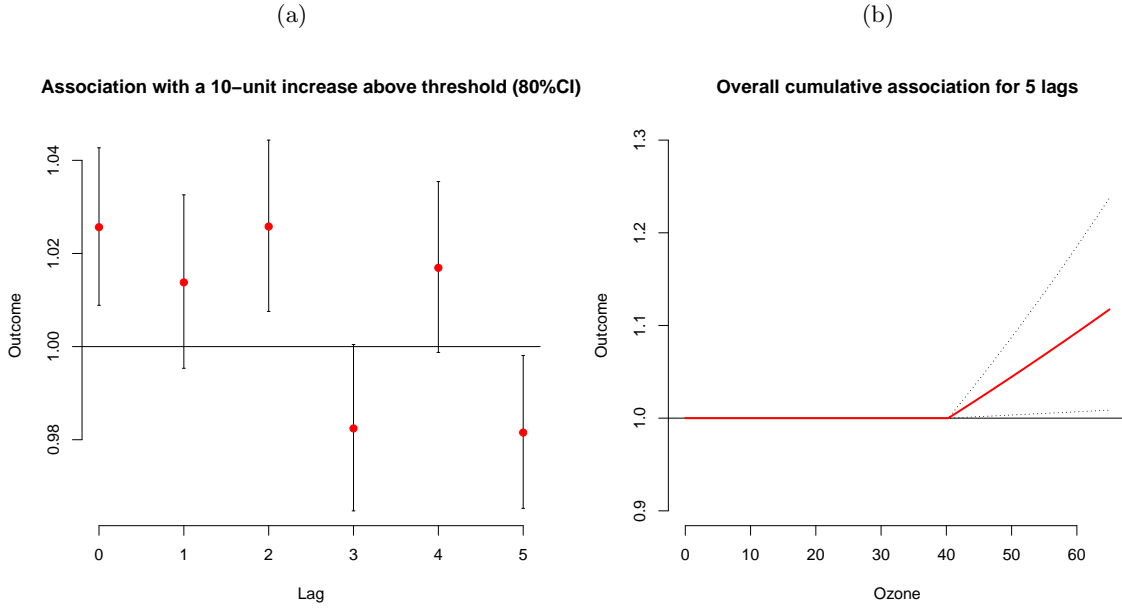 (a)
Association with a 10−unit increase above threshold (80%CI)
Outcome
1.04
1.02
1.00
0.98
0 1 2 3 4 5
Lag
(b)
Overall cumulative association for 5 lags
Outcome
1.3
1.2
1.1
1.0
0.9
0 10 20 30 40 50 60
Ozone